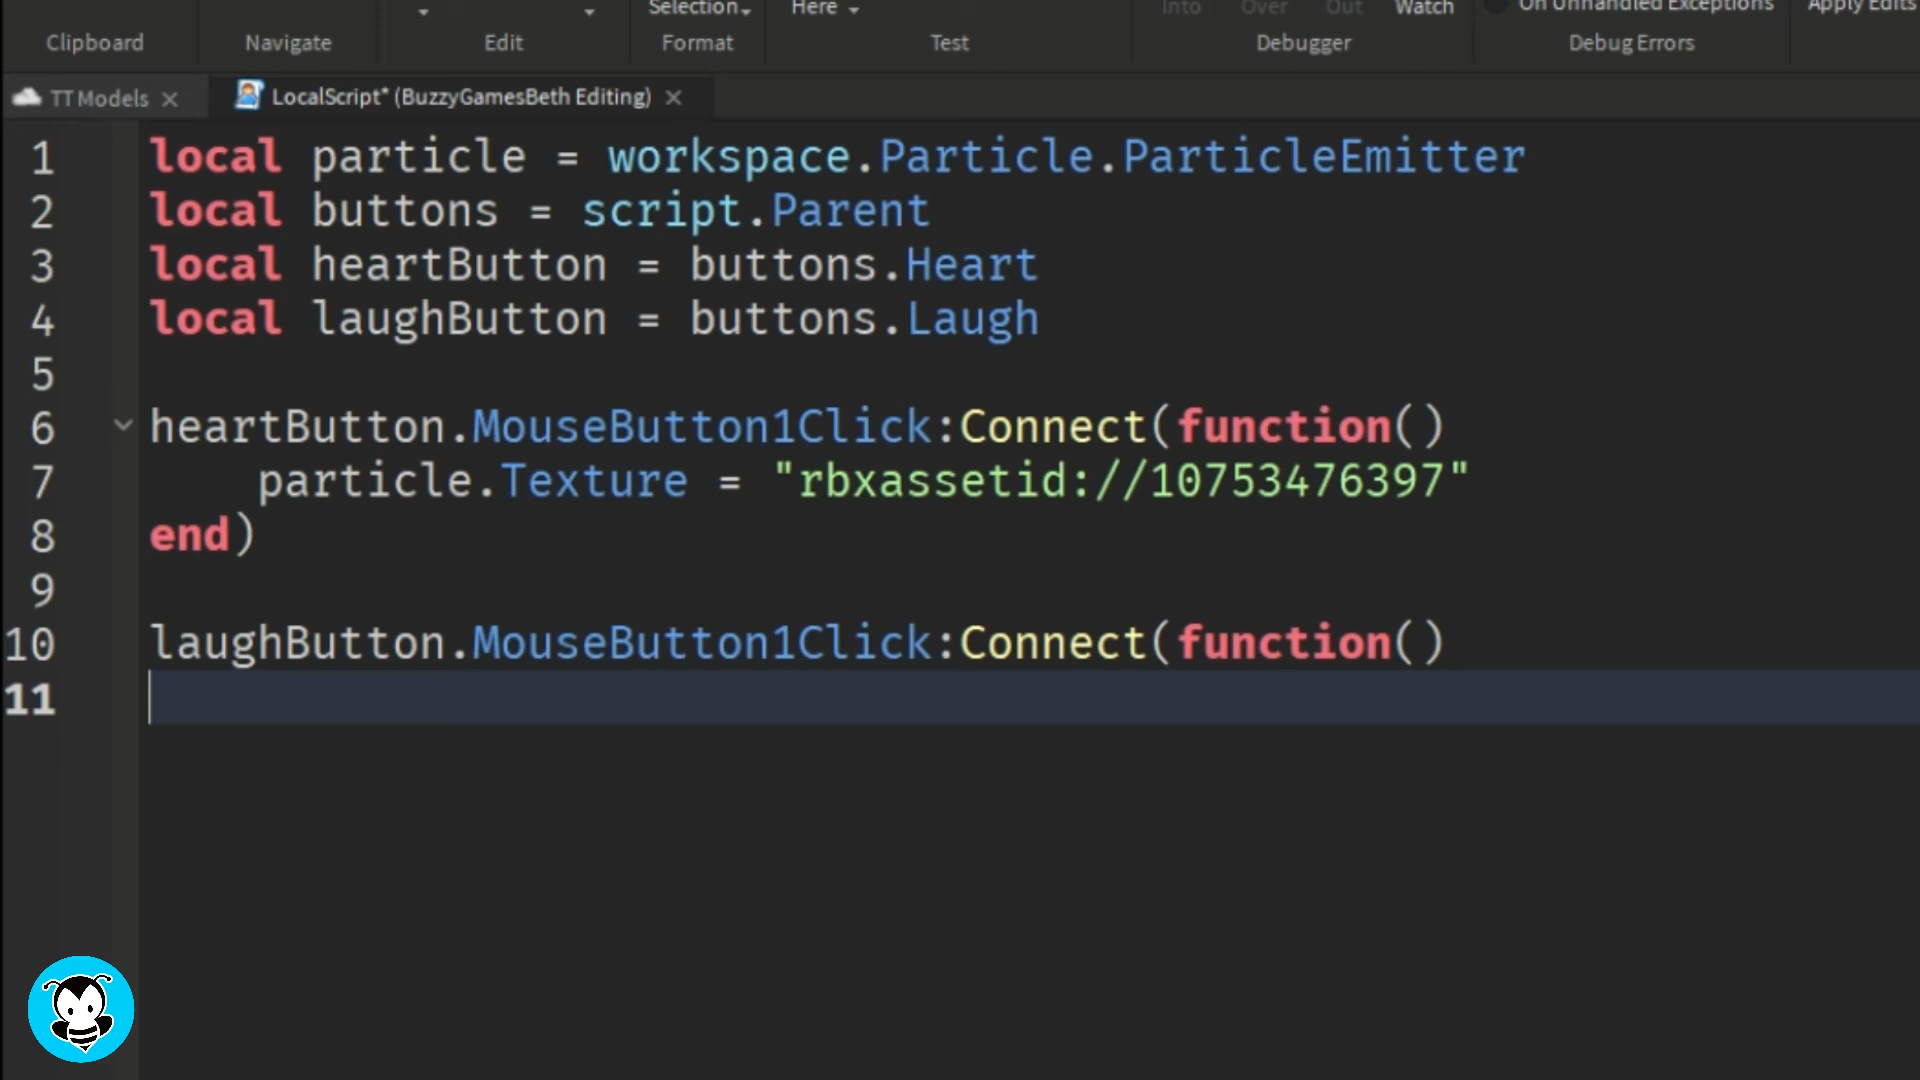 Selection
Here
Into Over Out Watch
On Unhandled Exceptions
Apply Edits
Clipboard Navigate Edit Format Test Debugger Debug Errors
TT Models LocalScript* (BuzzyGamesBeth Editing)
1 local particle = workspace.Particle.ParticleEmitter
2 local buttons = script.Parent
3 local heartButton = buttons.Heart
4 local laughButton = buttons.Laugh
5
6 heartButton.MouseButton1Click:Connect(function()
7 particle.Texture = "rbxassetid://10753476397"
8 end)
9
10 laughButton.MouseButton1Click:Connect(function()
11